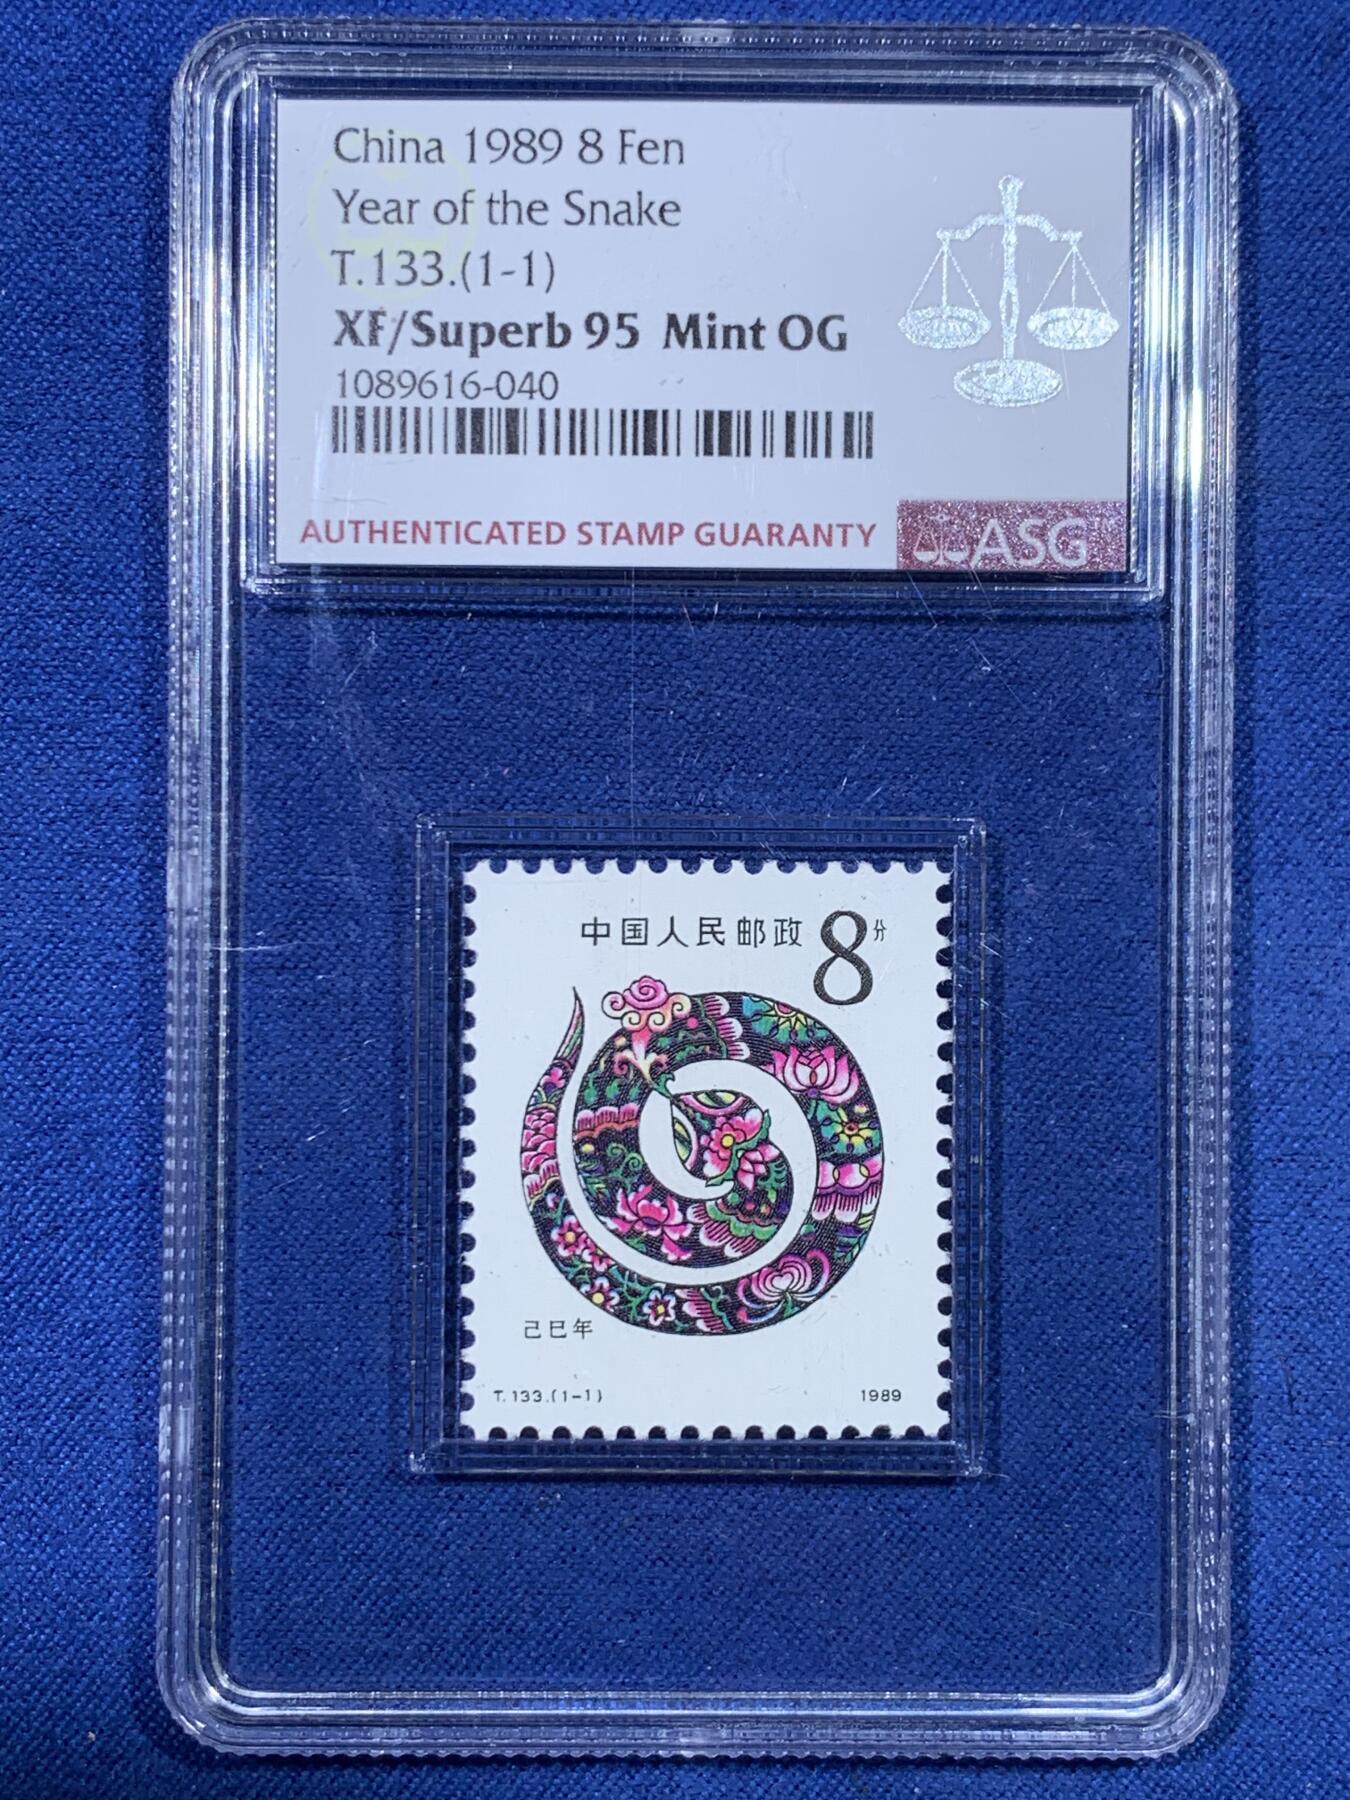 China 1989 8 Fen
Year of the Snake
T.133.(1-1)
XF/Superb 95 Mint OG
1089616-040
AUTHENTICATED STAMP GUARANTY
ASG
中国人民邮政 8分
己巳年
T.133.(1-1) 1989